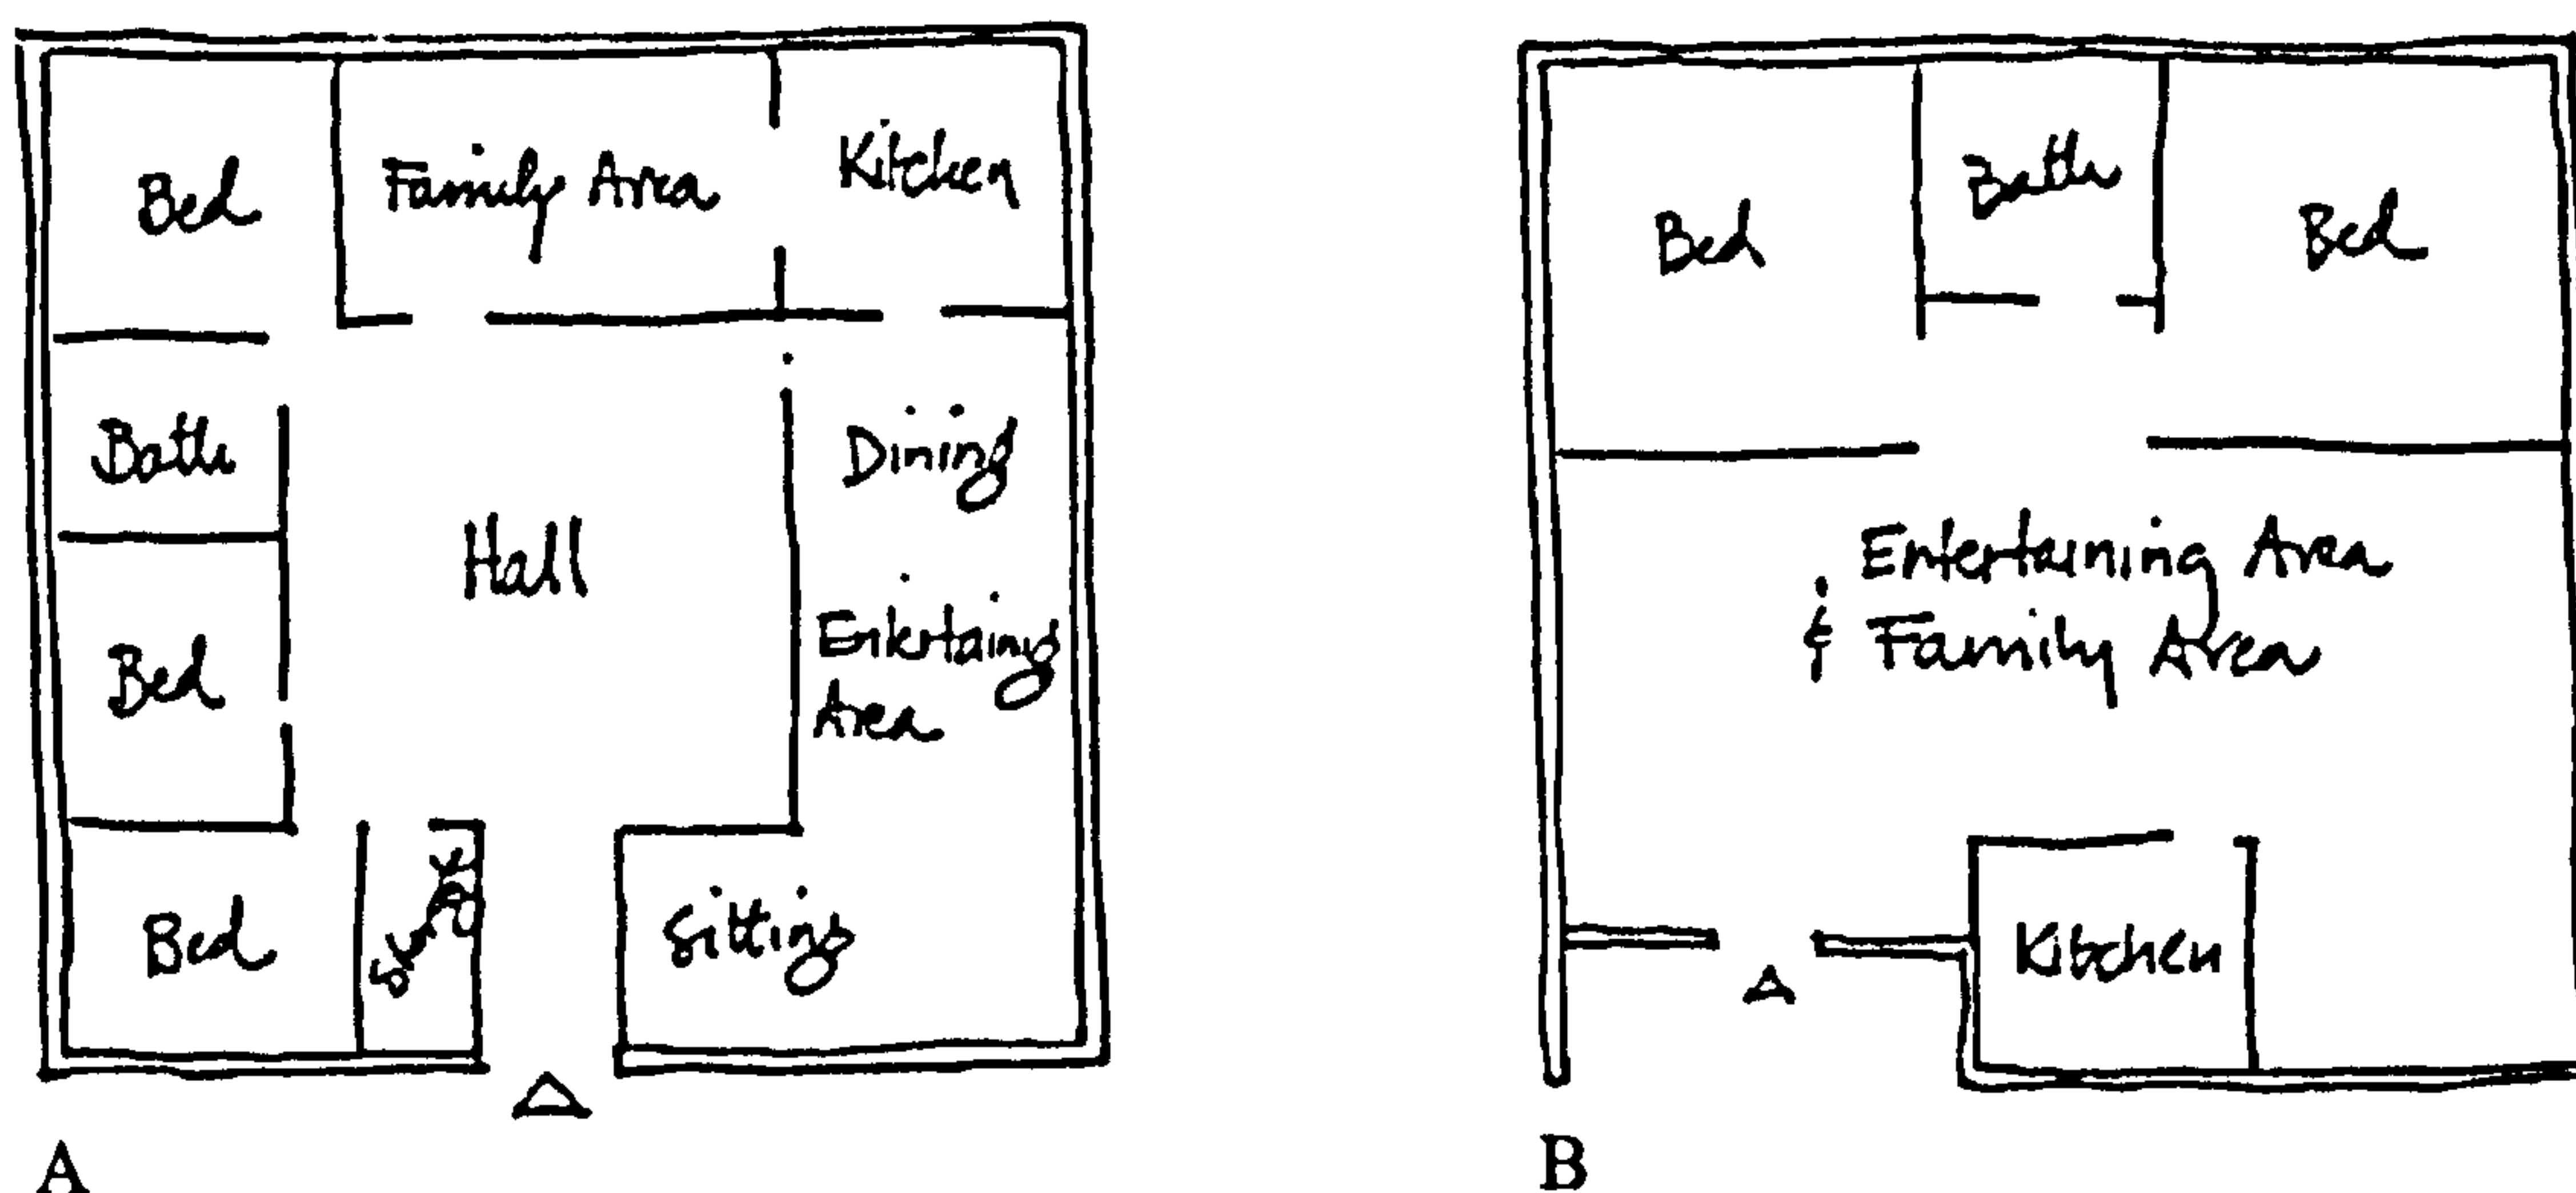 Bed
Family Area
Kitchen
Bath
Dining
Hall
Bed
Entertaing
Area
Bed
Sitting
A
Bed
Bath
Bed
Entertaining Area
& Family Area
Kitchen
B